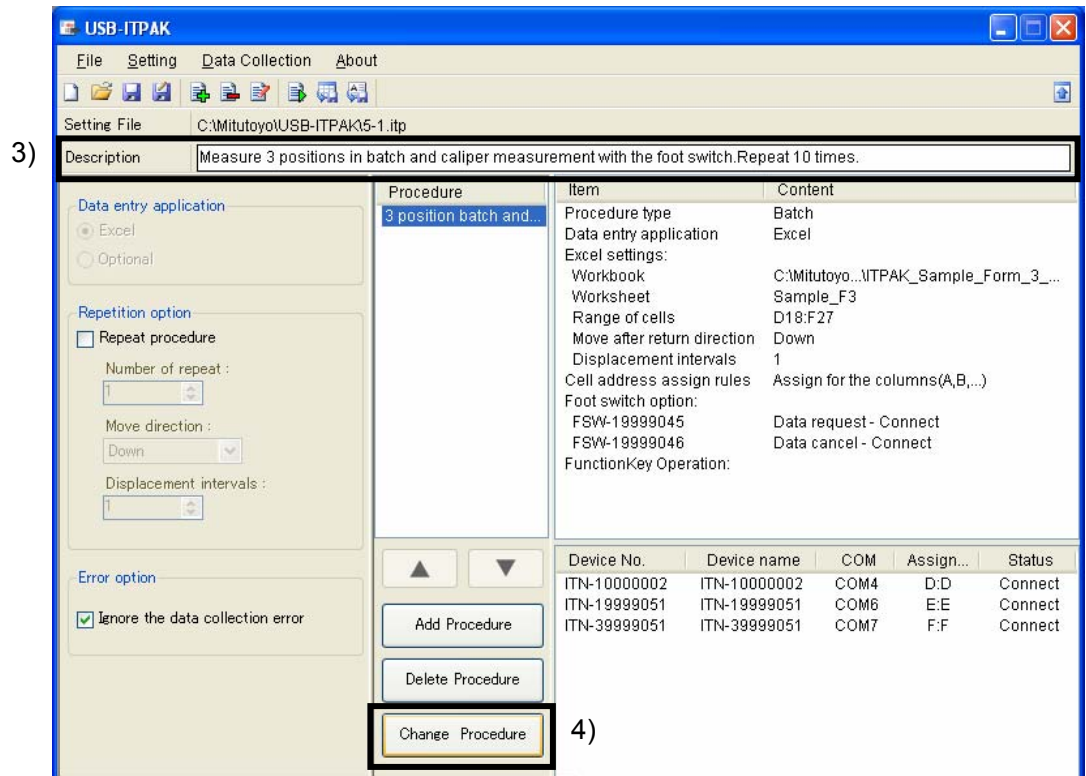 USB-ITPAK
File Setting Data Collection About
Setting File C:\Mitutoyo\USB-ITPAK\5-1.itp
3)
Description Measure 3 positions in batch and caliper measurement with the foot switch.Repeat 10 times.
Data entry application
Excel
Optional
Repetition option
Repeat procedure
Number of repeat :
1
Move direction :
Down
Displacement intervals :
1
Error option
Ignore the data collection error
Procedure
3 position batch and...
Add Procedure
Delete Procedure
Change Procedure
4)
Item Content
Procedure type Batch
Data entry application Excel
Excel settings:
Workbook C:\Mitutoyo...\ITPAK_Sample_Form_3_...
Worksheet Sample_F3
Range of cells D18:F27
Move after return direction Down
Displacement intervals 1
Cell address assign rules Assign for the columns(A,B,...)
Foot switch option:
FSW-19999045 Data request - Connect
FSW-19999046 Data cancel - Connect
FunctionKey Operation:
Device No. Device name COM Assign... Status
ITN-10000002 ITN-10000002 COM4 D:D Connect
ITN-19999051 ITN-19999051 COM6 E:E Connect
ITN-39999051 ITN-39999051 COM7 F:F Connect